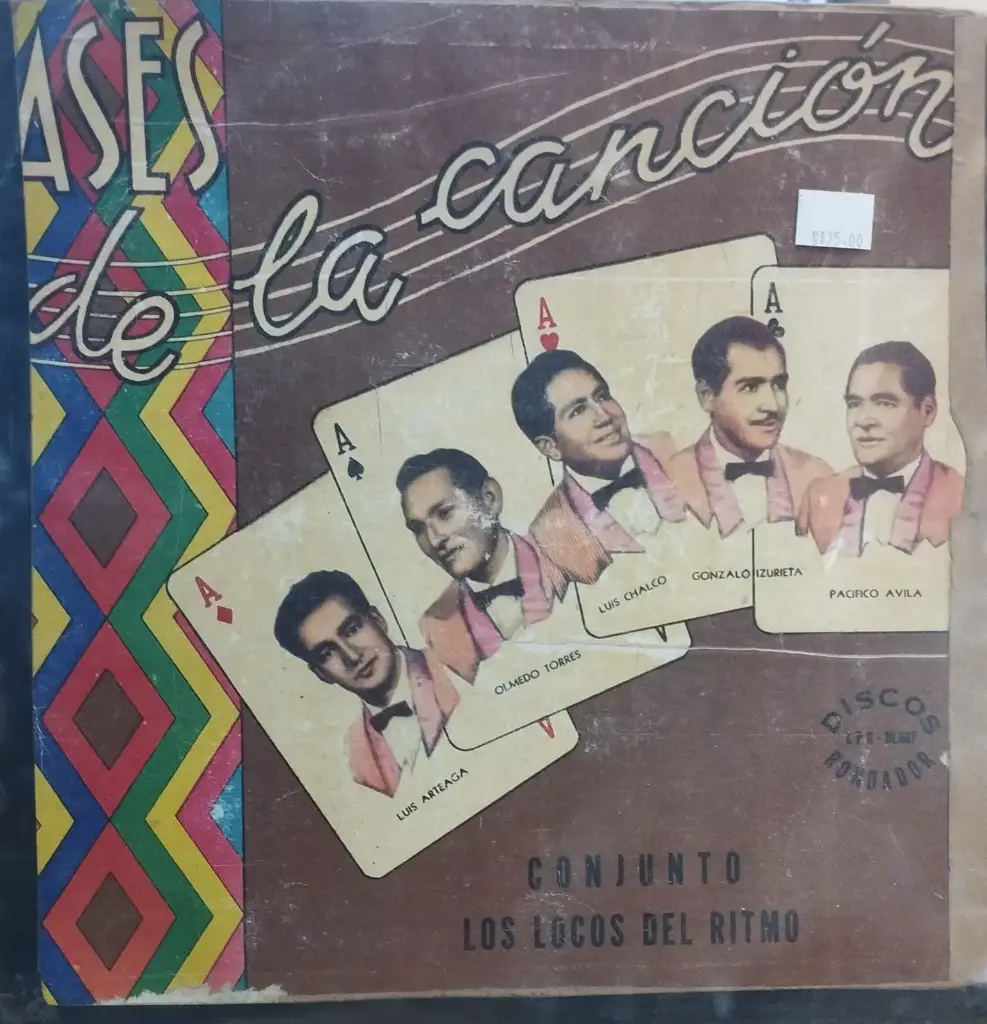 ASES
de la canción
A
A
A
A
LUIS ARTEAGA
OLMEDO TORRES
LUIS CHALCO
GONZALO IZURIETA
PACIFICO AVILA
A
A
DISCOS
RONDADOR
CONJUNTO
LOS LOCOS DEL RITMO